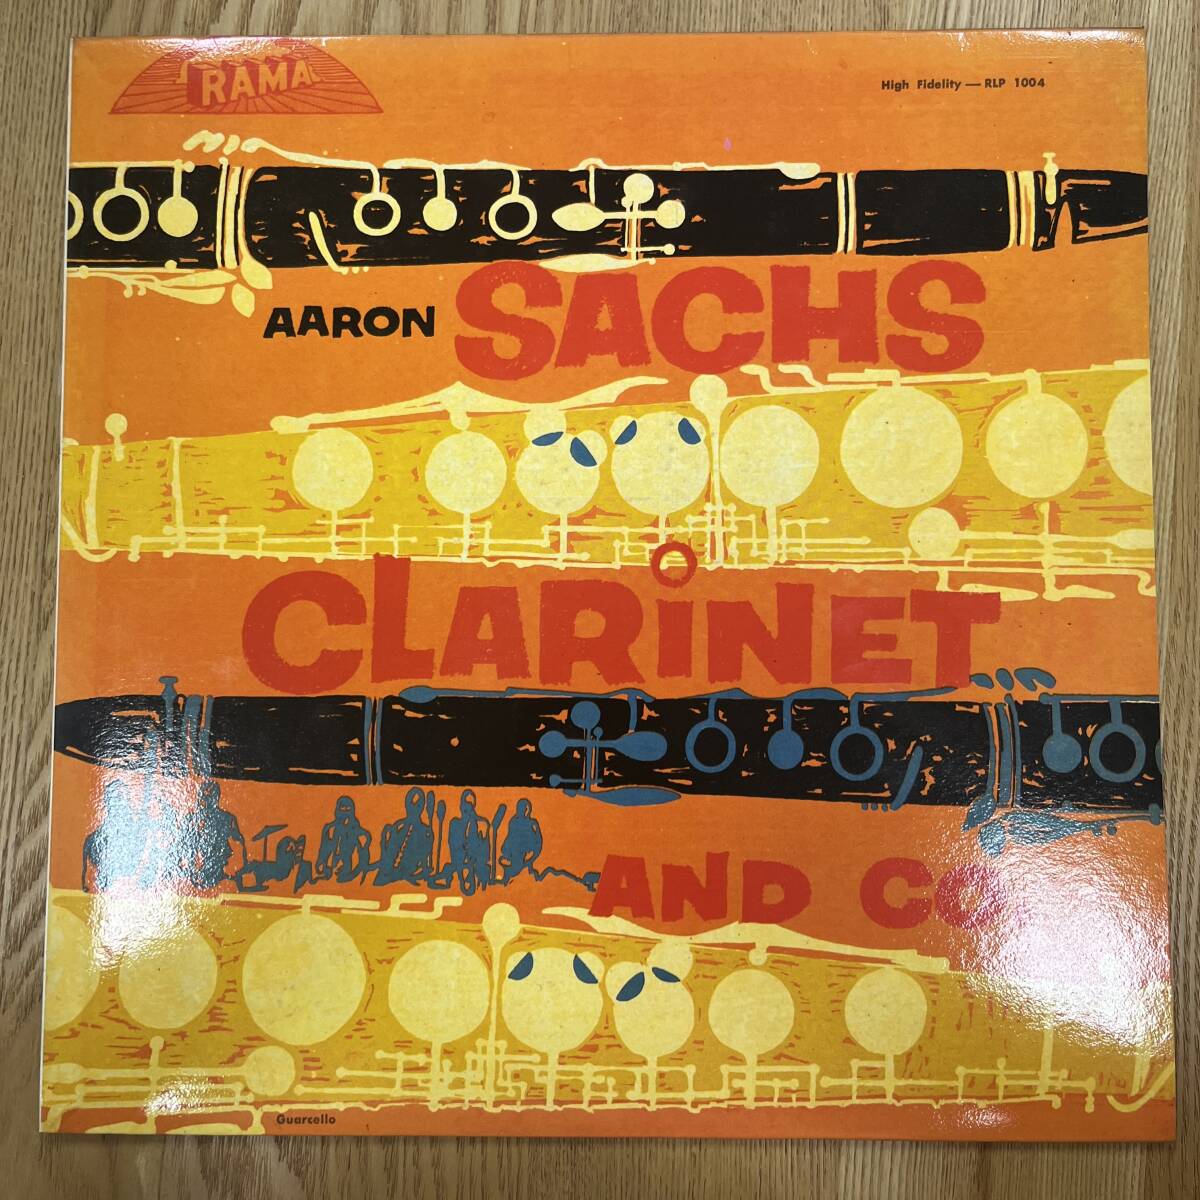 RAMA
High Fidelity — RLP 1004
AARON SACHS
CLARiNET
AND CO.
Guarcello